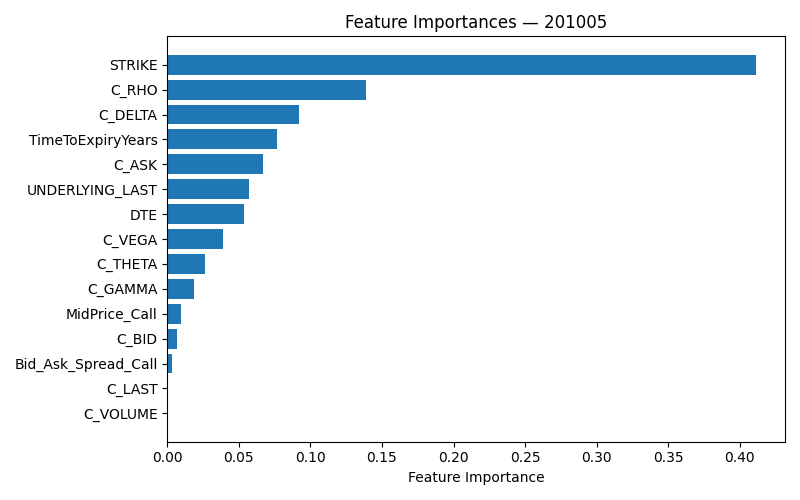 Feature Importances — 201005
STRIKE
C_RHO
C_DELTA
TimeToExpiryYears
C_ASK
UNDERLYING_LAST
DTE
C_VEGA
C_THETA
C_GAMMA
MidPrice_Call
C_BID
Bid_Ask_Spread_Call
C_LAST
C_VOLUME
0.00 0.05 0.10 0.15 0.20 0.25 0.30 0.35 0.40
Feature Importance